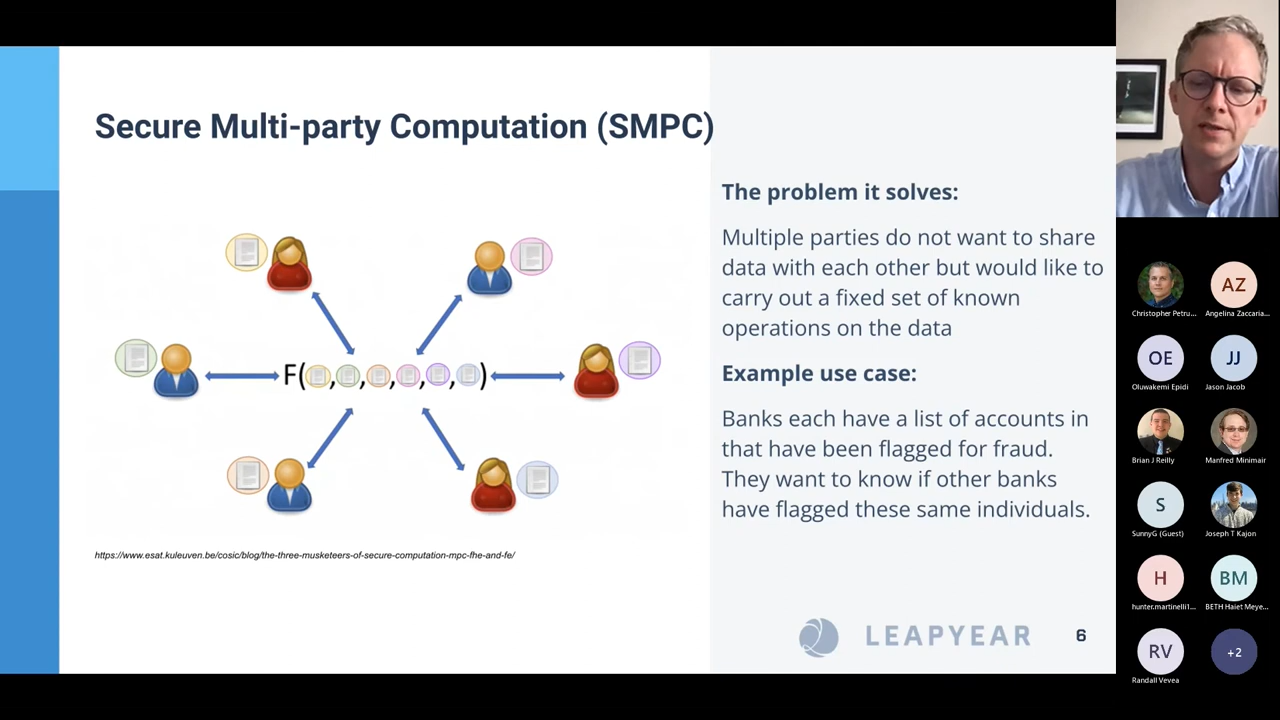 Secure Multi-party Computation (SMPC)
F( , , , , , )
The problem it solves:
Multiple parties do not want to share
data with each other but would like to
carry out a fixed set of known
operations on the data
Example use case:
Banks each have a list of accounts in
that have been flagged for fraud.
They want to know if other banks
have flagged these same individuals.
https://www.esat.kuleuven.be/cosic/blog/the-three-musketeers-of-secure-computation-mpc-fhe-and-fe/
LEAPYEAR
6
Christopher Petru...
AZ
Angelina Zaccaria...
OE
Oluwakemi Epidi
JJ
Jason Jacob
Brian J Reilly
Manfred Minimair
S
SunnyG (Guest)
Joseph T Kajon
H
hunter.martinelli1...
BM
BETH Haiet Meye...
RV
Randall Vevea
+2